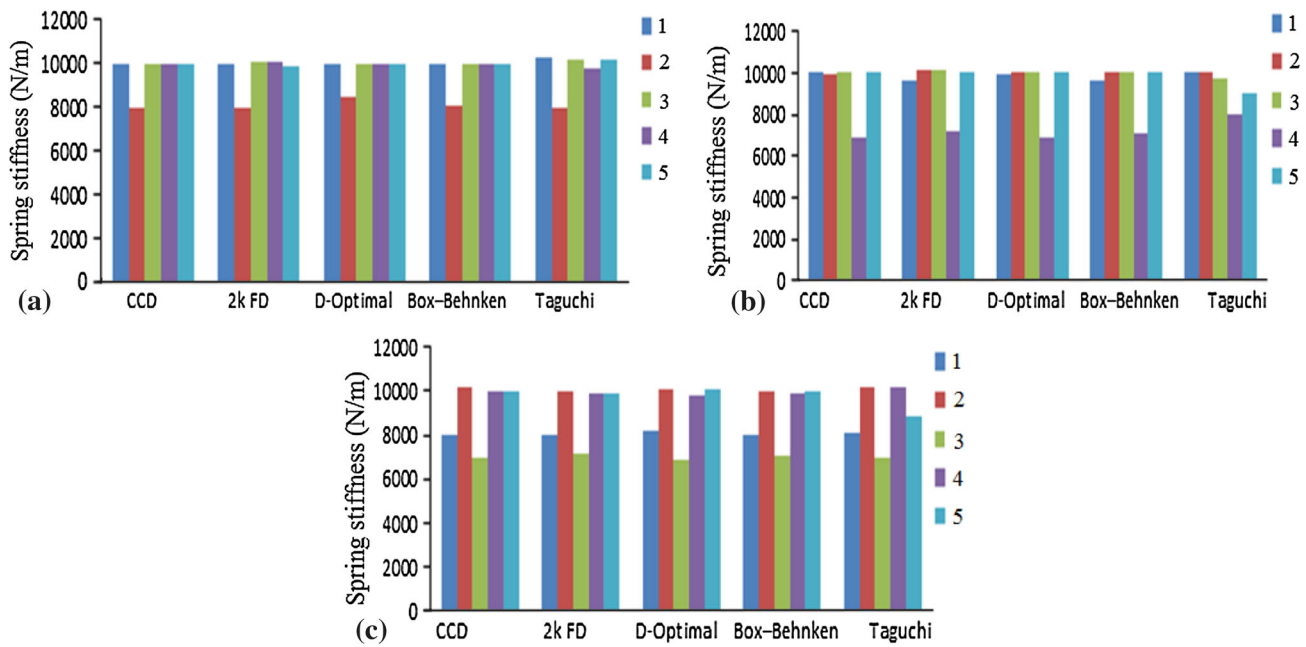 Spring stiffness (N/m)
12000
10000
8000
6000
4000
2000
0
CCD
2k FD
D-Optimal
Box–Behnken
Taguchi
1
2
3
4
5
(a)
Spring stiffness (N/m)
12000
10000
8000
6000
4000
2000
0
CCD
2k FD
D-Optimal
Box–Behnken
Taguchi
1
2
3
4
5
(b)
Spring stiffness (N/m)
12000
10000
8000
6000
4000
2000
0
CCD
2k FD
D-Optimal
Box–Behnken
Taguchi
1
2
3
4
5
(c)